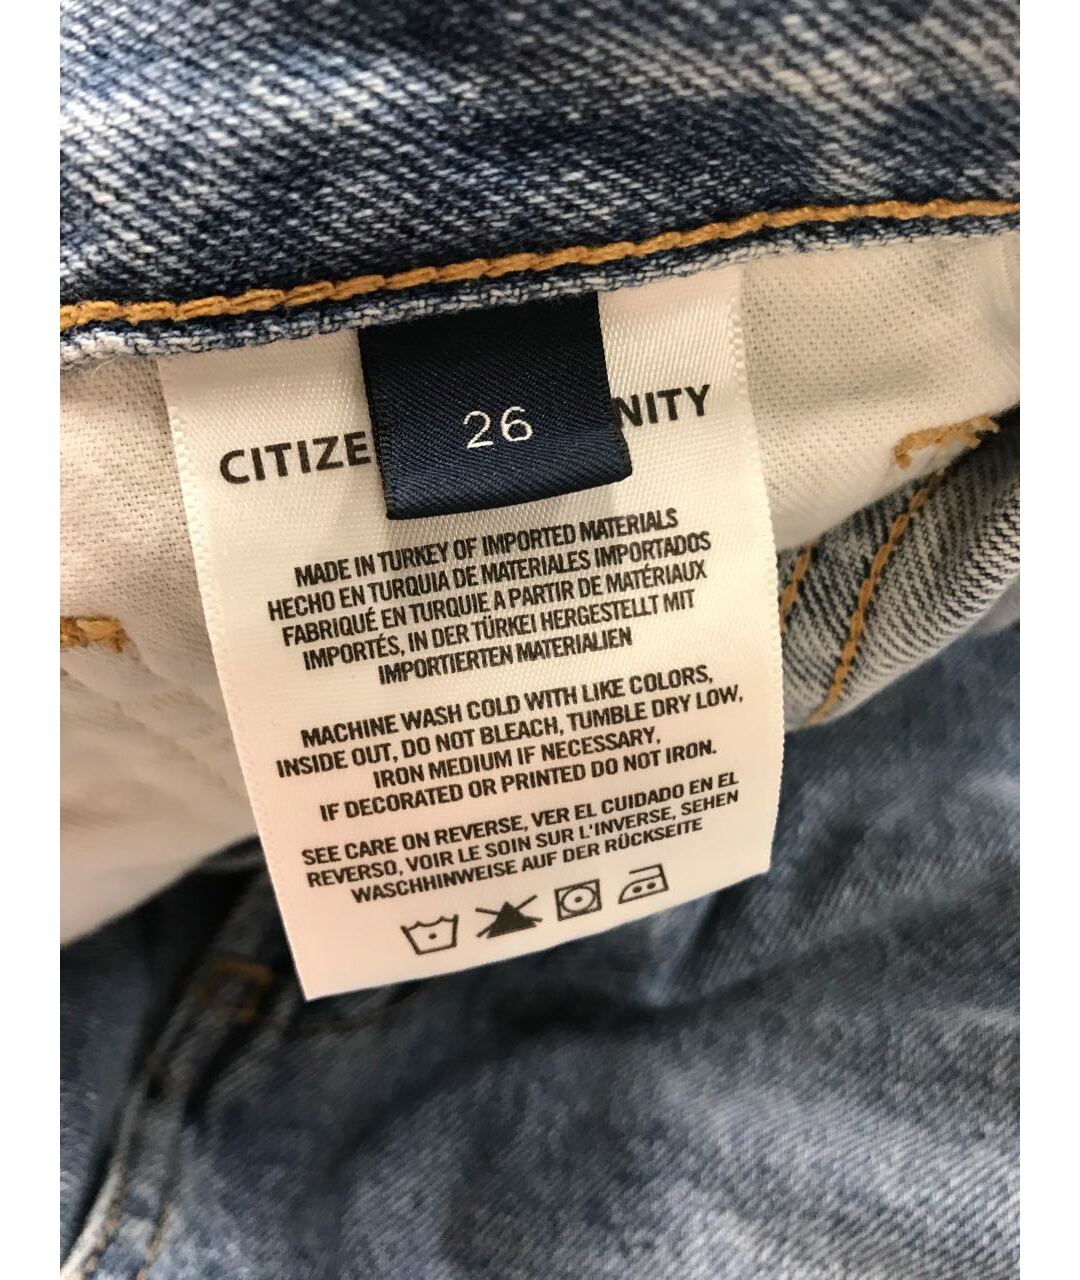 26
CITIZE NITY
MADE IN TURKEY OF IMPORTED MATERIALS
HECHO EN TURQUIA DE MATERIALES IMPORTADOS
FABRIQUÉ EN TURQUIE A PARTIR DE MATÉRIAUX
IMPORTÉS, IN DER TÜRKEI HERGESTELLT MIT
IMPORTIERTEN MATERIALIEN
MACHINE WASH COLD WITH LIKE COLORS,
INSIDE OUT, DO NOT BLEACH, TUMBLE DRY LOW,
IRON MEDIUM IF NECESSARY,
IF DECORATED OR PRINTED DO NOT IRON.
SEE CARE ON REVERSE, VER EL CUIDADO EN EL
REVERSO, VOIR LE SOIN SUR L'INVERSE, SEHEN
WASCHHINWEISE AUF DER RÜCKSEITE